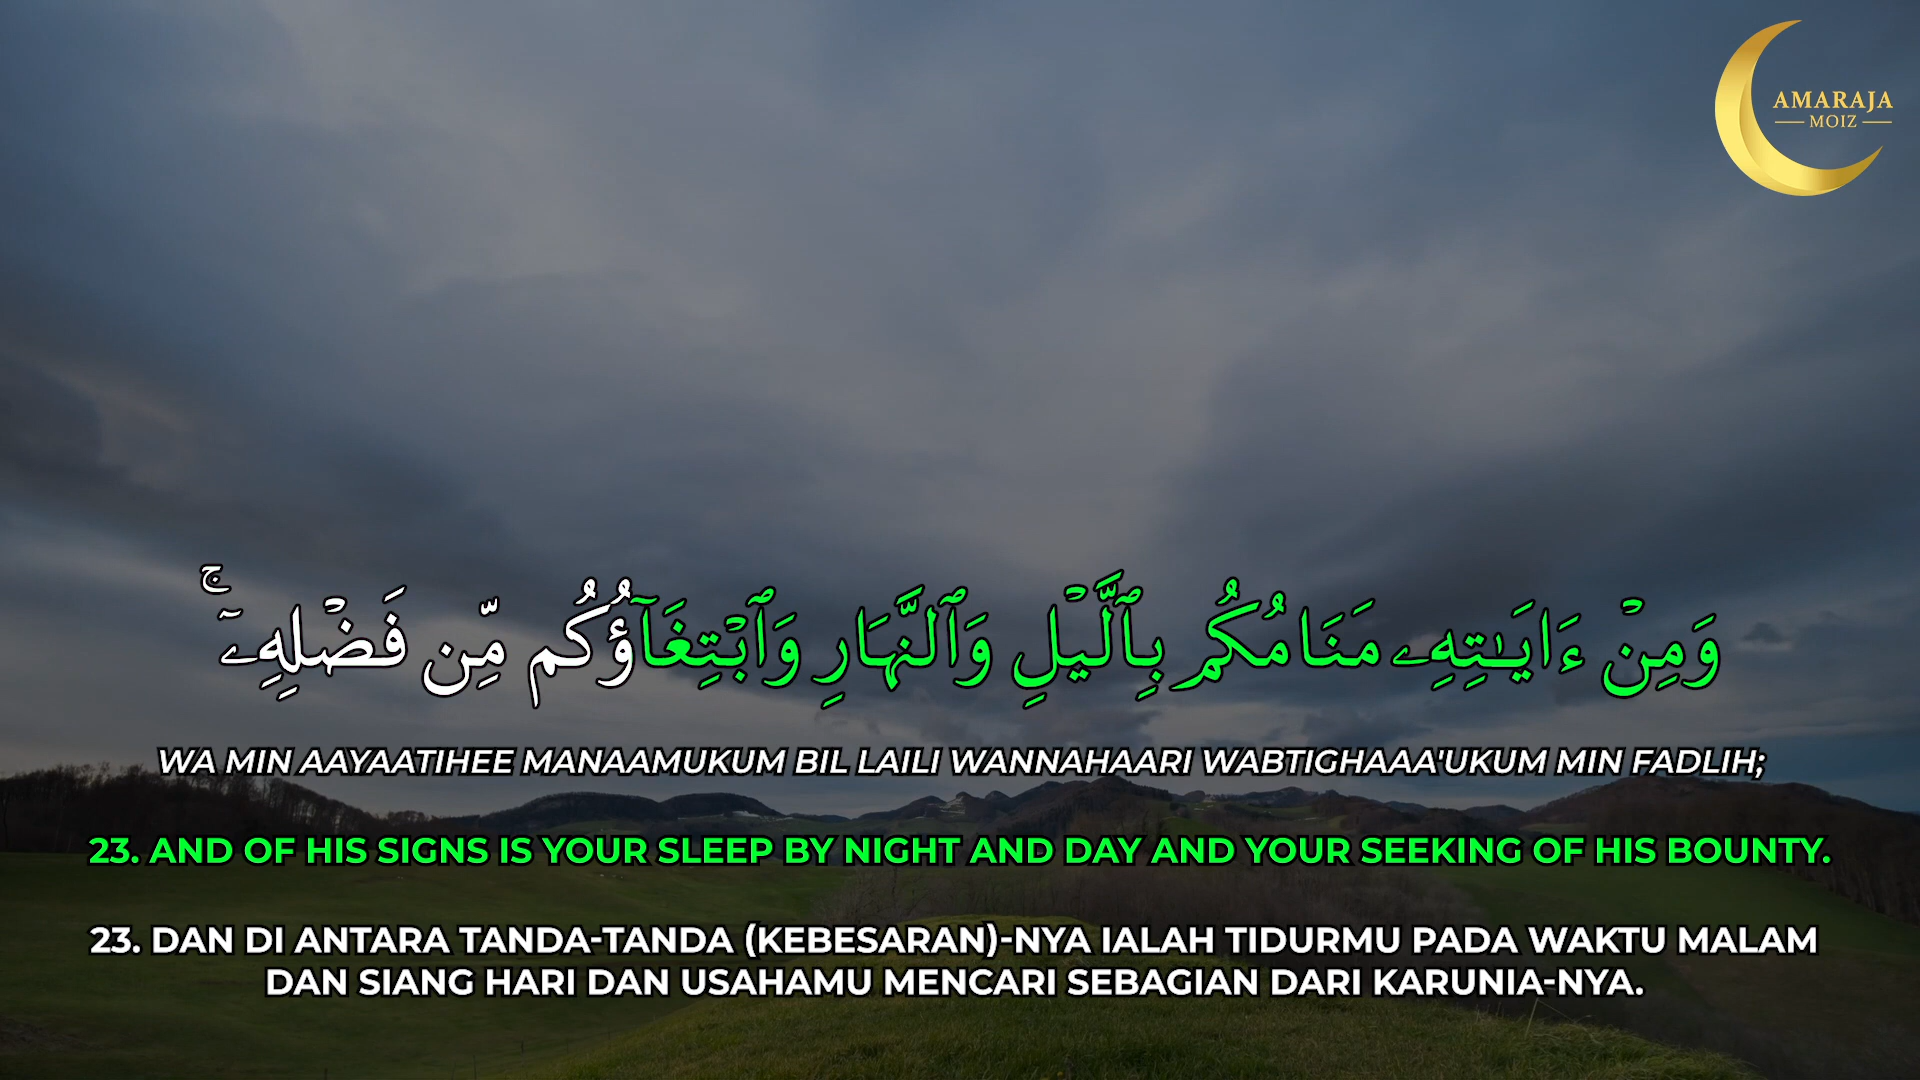 AMARAJA
MOIZ
وَمِنْ ءَايَـٰتِهِۦ مَنَامُكُم بِٱلَّيْلِ وَٱلنَّهَارِ وَٱبْتِغَآؤُكُم مِّن فَضْلِهِۦٓ ۚ
WA MIN AAYAATIHEE MANAAMUKUM BIL LAILI WANNAHAARI WABTIGHAAA'UKUM MIN FADLIH;
23. AND OF HIS SIGNS IS YOUR SLEEP BY NIGHT AND DAY AND YOUR SEEKING OF HIS BOUNTY.
23. DAN DI ANTARA TANDA-TANDA (KEBESARAN)-NYA IALAH TIDURMU PADA WAKTU MALAM
DAN SIANG HARI DAN USAHAMU MENCARI SEBAGIAN DARI KARUNIA-NYA.